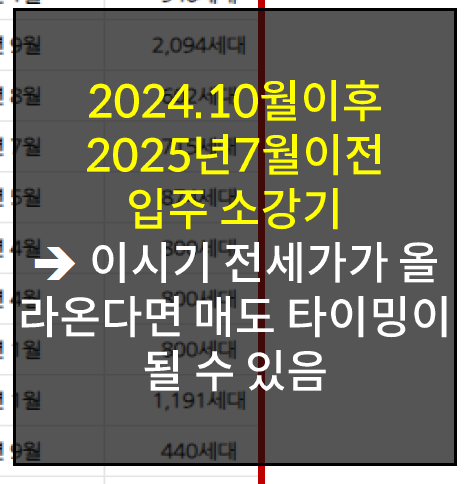 9월 2,094세대
8월
2024.10월이후
7월
2025년7월이전
5월
입주 소강기
4월
➔ 이시기 전세가가 올
4월 800세대
라온다면 매도 타이밍이
1월 800세대
될 수 있음
1월 1,191세대
9월 440세대